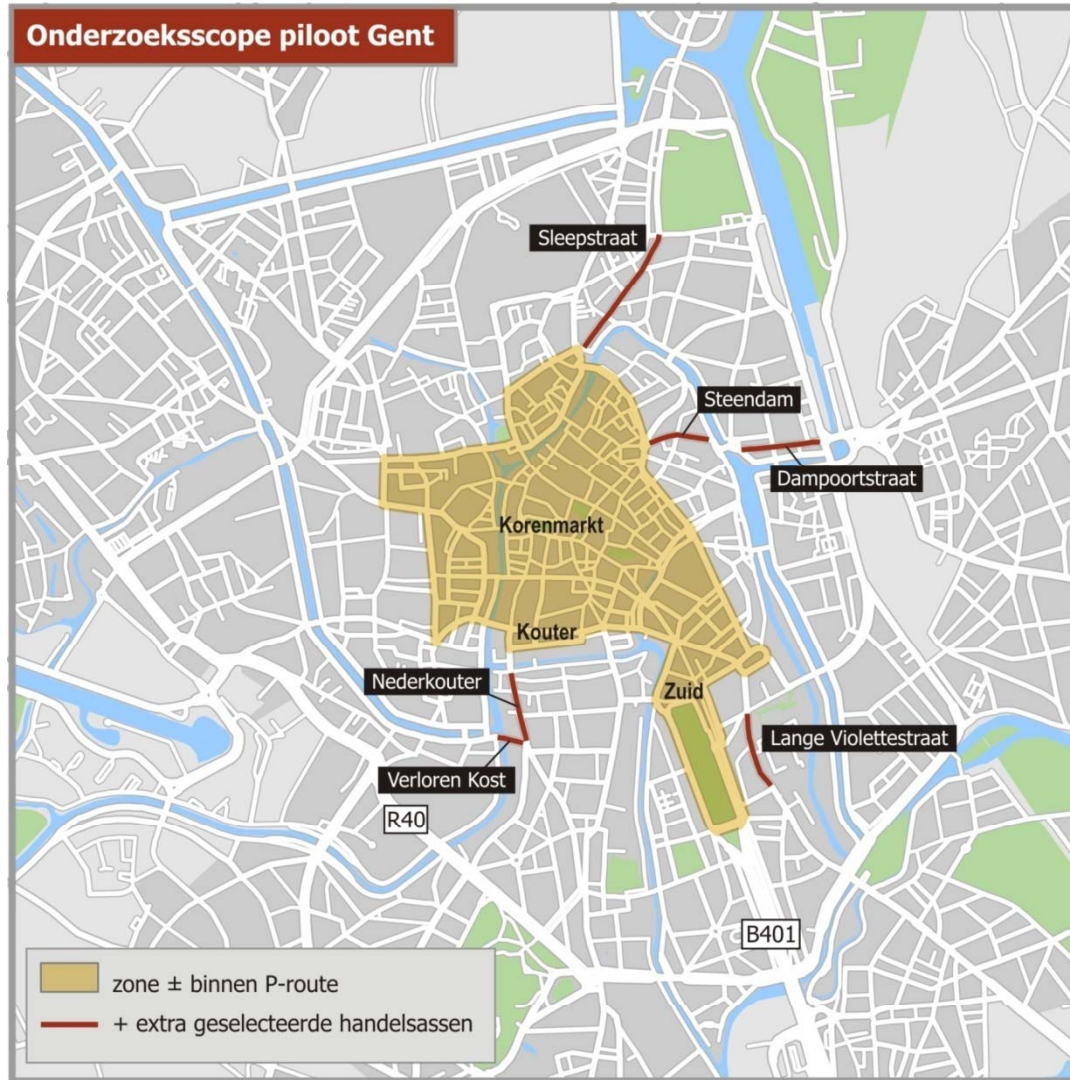 Onderzoeksscope piloot Gent
Sleepstraat
Steendam
Dampoortstraat
Korenmarkt
Kouter
Nederkouter
Zuid
Lange Violettestraat
Verloren Kost
R40
B401
zone ± binnen P-route
+ extra geselecteerde handelsassen